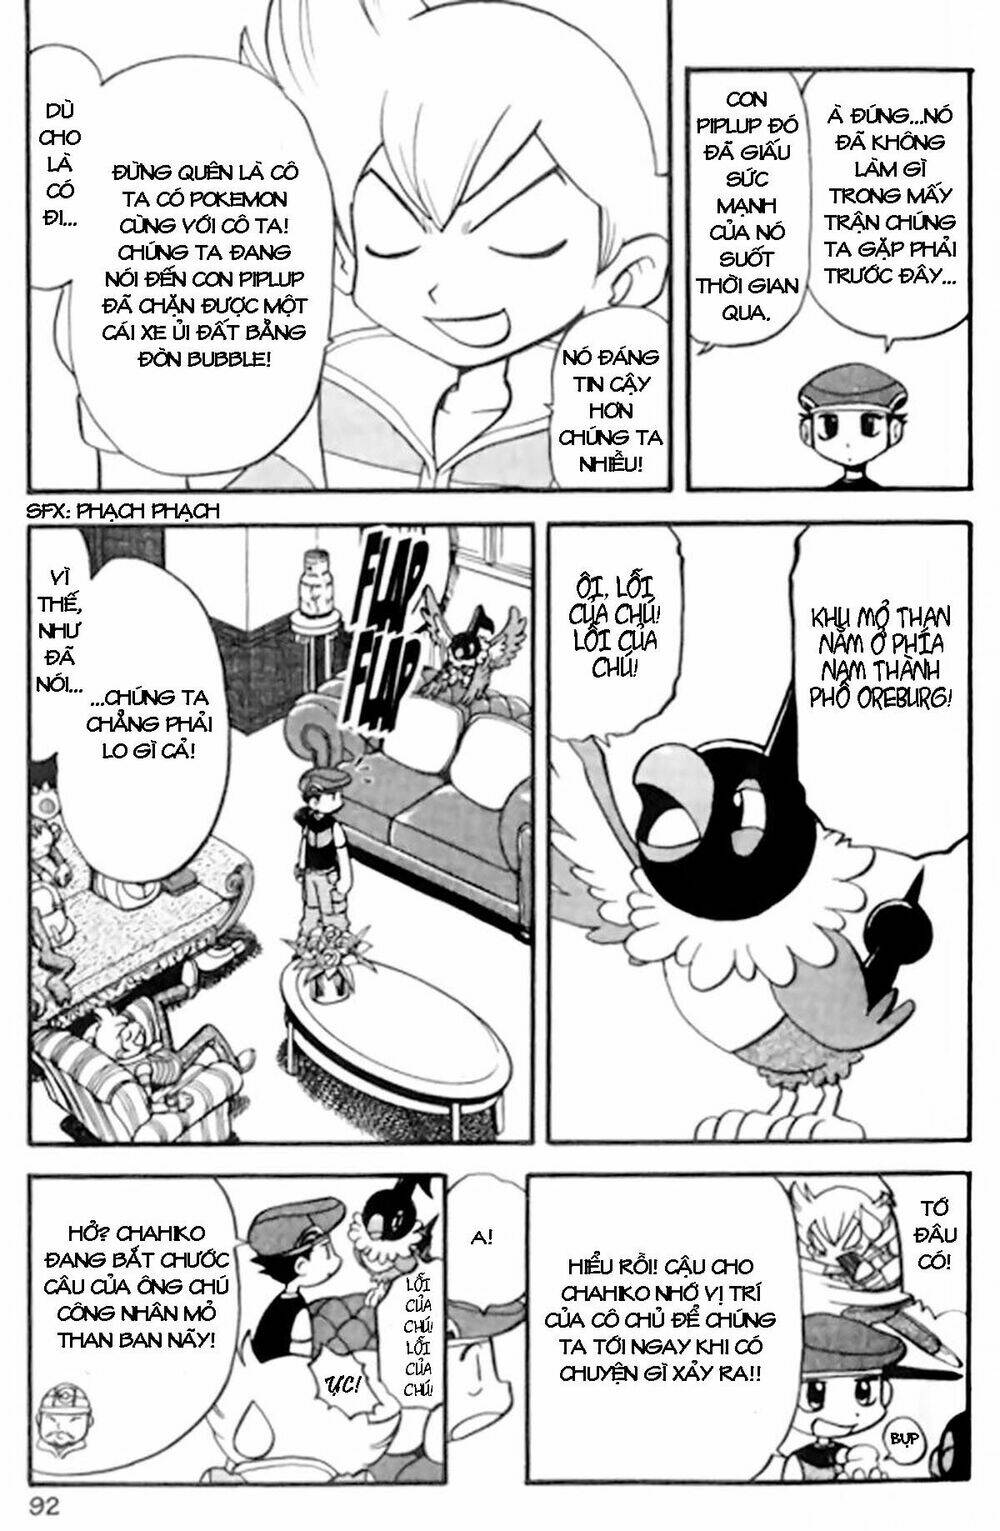 À ĐÚNG...NÓ
ĐÃ KHÔNG
LÀM GÌ
TRONG MẤY
TRẬN CHÚNG
TA GẶP PHẢI
TRƯỚC ĐÂY...
CON
PIPLUP ĐÓ
ĐÃ GIẤU
SỨC
MẠNH
CỦA NÓ
SUỐT
THỜI GIAN
QUA.
NÓ ĐÁNG
TIN CẬY
HƠN
CHÚNG TA
NHIỀU!
ĐỪNG QUÊN LÀ CÔ
TA CÓ POKEMON
CÙNG VỚI CÔ TA!
CHÚNG TA ĐANG
NÓI ĐẾN CON PIPLUP
ĐÃ CHẶN ĐƯỢC MỘT
CÁI XE ỦI ĐẤT BẰNG
ĐÒN BUBBLE!
DÙ
CHO
LÀ
CÓ
ĐI...
SFX: PHẠCH PHẠCH
KHU MỎ THAN
NẰM Ở PHÍA
NAM THÀNH
PHỐ OREBURG!
ÔI, LỖI
CỦA CHÚ!
LỖI CỦA
CHÚ!
FLAP
FLAP
VÌ
THẾ,
NHƯ
ĐÃ
NÓI...
...CHÚNG TA
CHẲNG PHẢI
LO GÌ CẢ!
TỚ
ĐÂU
CÓ!
HIỂU RỒI! CẬU CHO
CHAHIKO NHỚ VỊ TRÍ
CỦA CÔ CHỦ ĐỂ CHÚNG
TA TỚI NGAY KHI CÓ
CHUYỆN GÌ XẢY RA!!
BỤP
A!
LỖI
CỦA
CHÚ!
LỖI
CỦA
CHÚ!
ỰC!
HỞ? CHAHIKO
ĐANG BẮT CHƯỚC
CÂU CỦA ÔNG CHÚ
CÔNG NHÂN MỎ
THAN BAN NÃY!
92